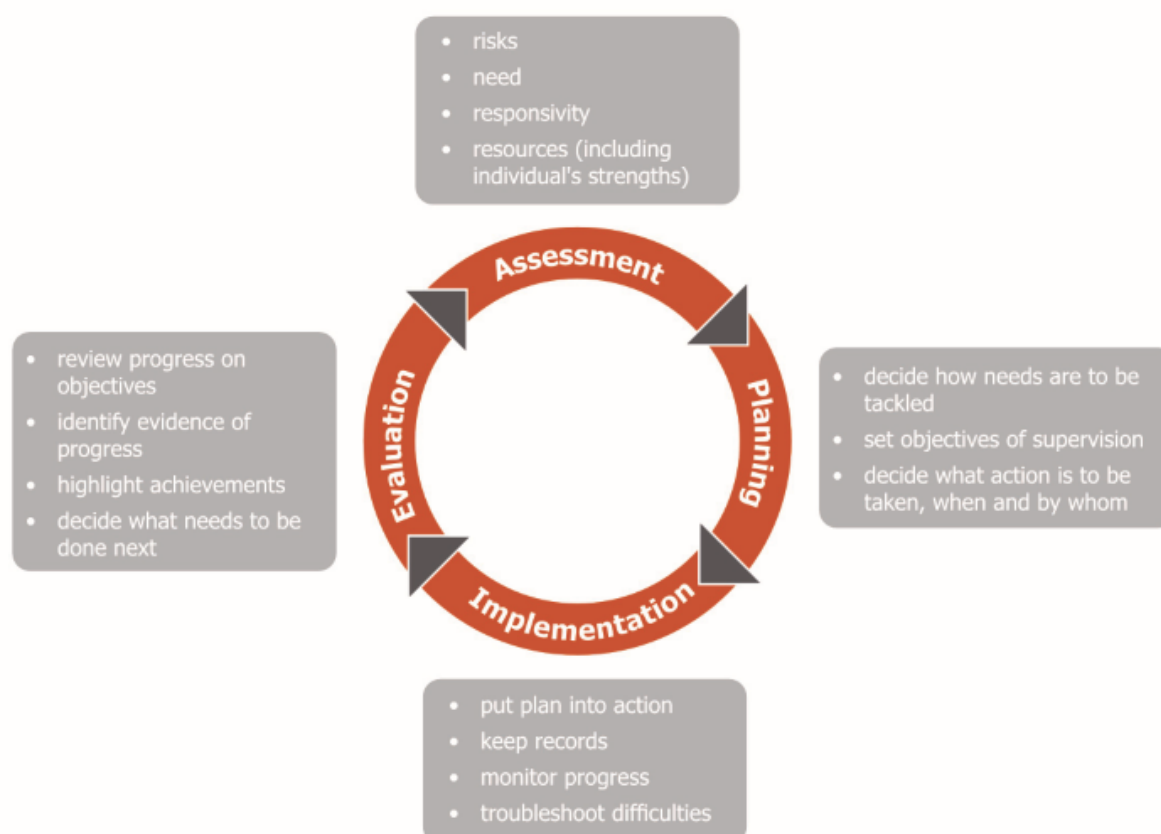 • risks
• need
• responsivity
• resources (including
individual's strengths)
Assessment
• review progress on
objectives
• identify evidence of
progress
• highlight achievements
• decide what needs to be
done next
Evaluation
Planning
• decide how needs are to be
tackled
• set objectives of supervision
• decide what action is to be
taken, when and by whom
Implementation
• put plan into action
• keep records
• monitor progress
• troubleshoot difficulties